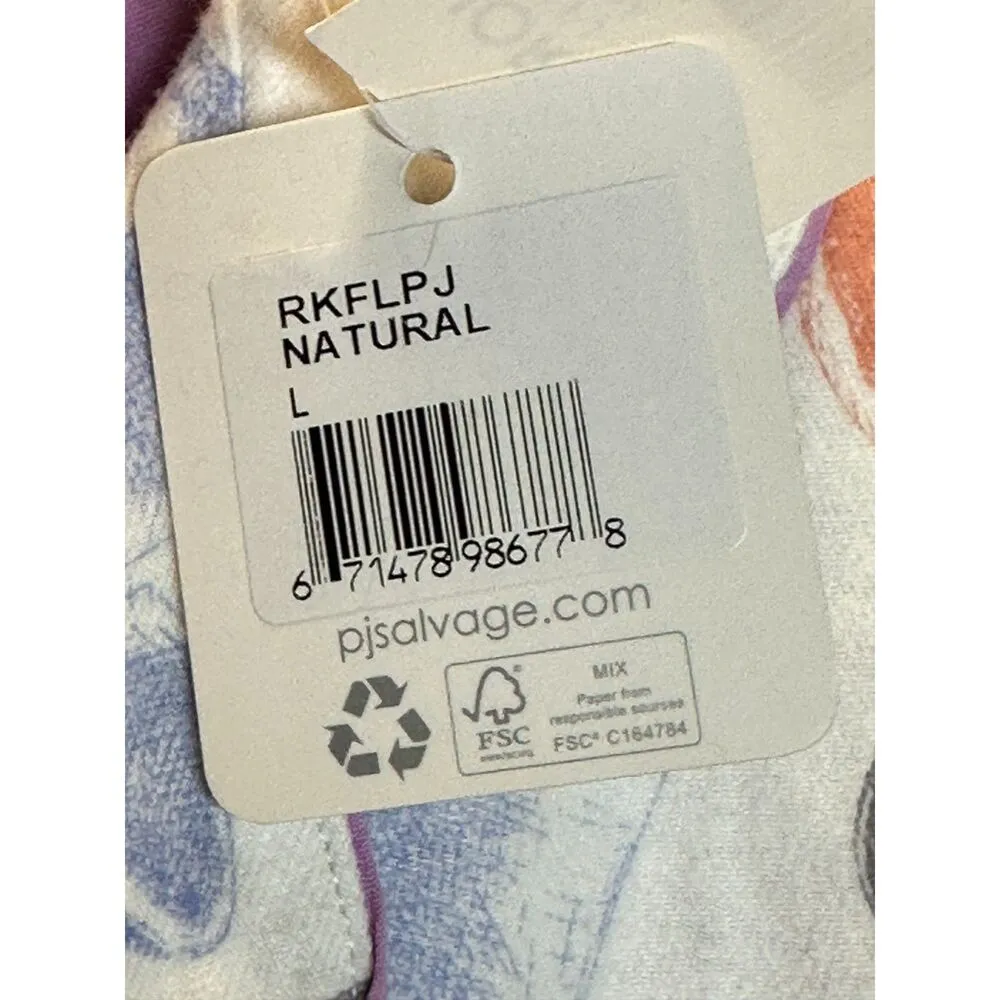 RKFLPJ
NATURAL
L
6 71478 98677 8
pjsalvage.com
MIX
Paper from
responsible sources
FSC® C164784
FSC